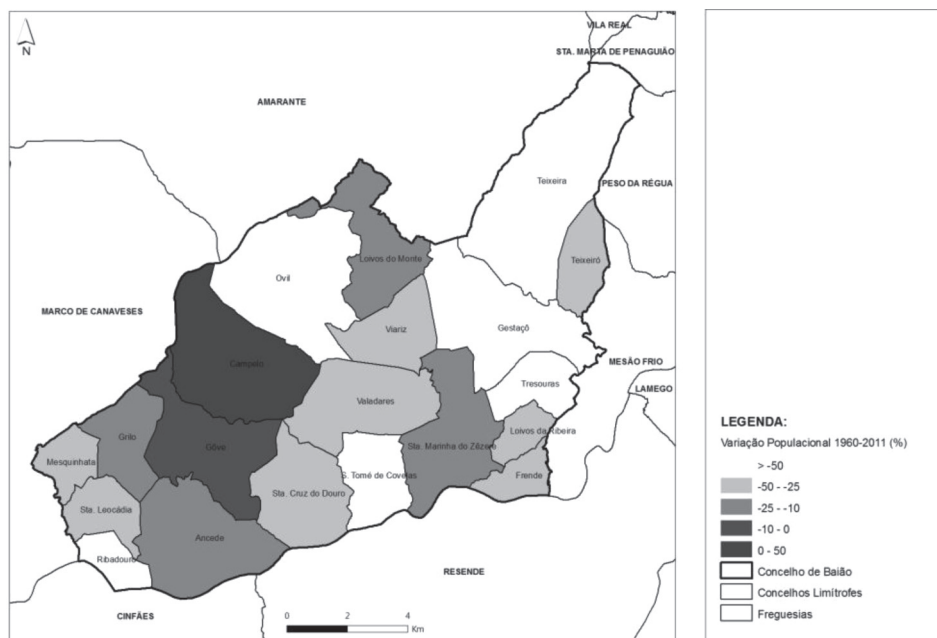 N
VILA REAL
STA. MARTA DE PENAGUIÃO
AMARANTE
Teixeira
PESO DA RÉGUA
Loivos do Monte
Teixeiró
Ovil
MARCO DE CANAVESES
Viariz
Gestaçô
MESÃO FRIO
Campelo
Tresouras
LAMEGO
Valadares
Loivos da Ribeira
Grilo
Gôve
Sta. Marinha do Zêzere
Mesquinhata
Frende
S. Tomé de Covelas
Sta. Cruz do Douro
Sta. Leocádia
Ancede
Ribadouro
RESENDE
CINFÃES
0 2 4
Km
LEGENDA:
Variação Populacional 1960-2011 (%)
> -50
-50 - -25
-25 - -10
-10 - 0
0 - 50
Concelho de Baião
Concelhos Limítrofes
Freguesias